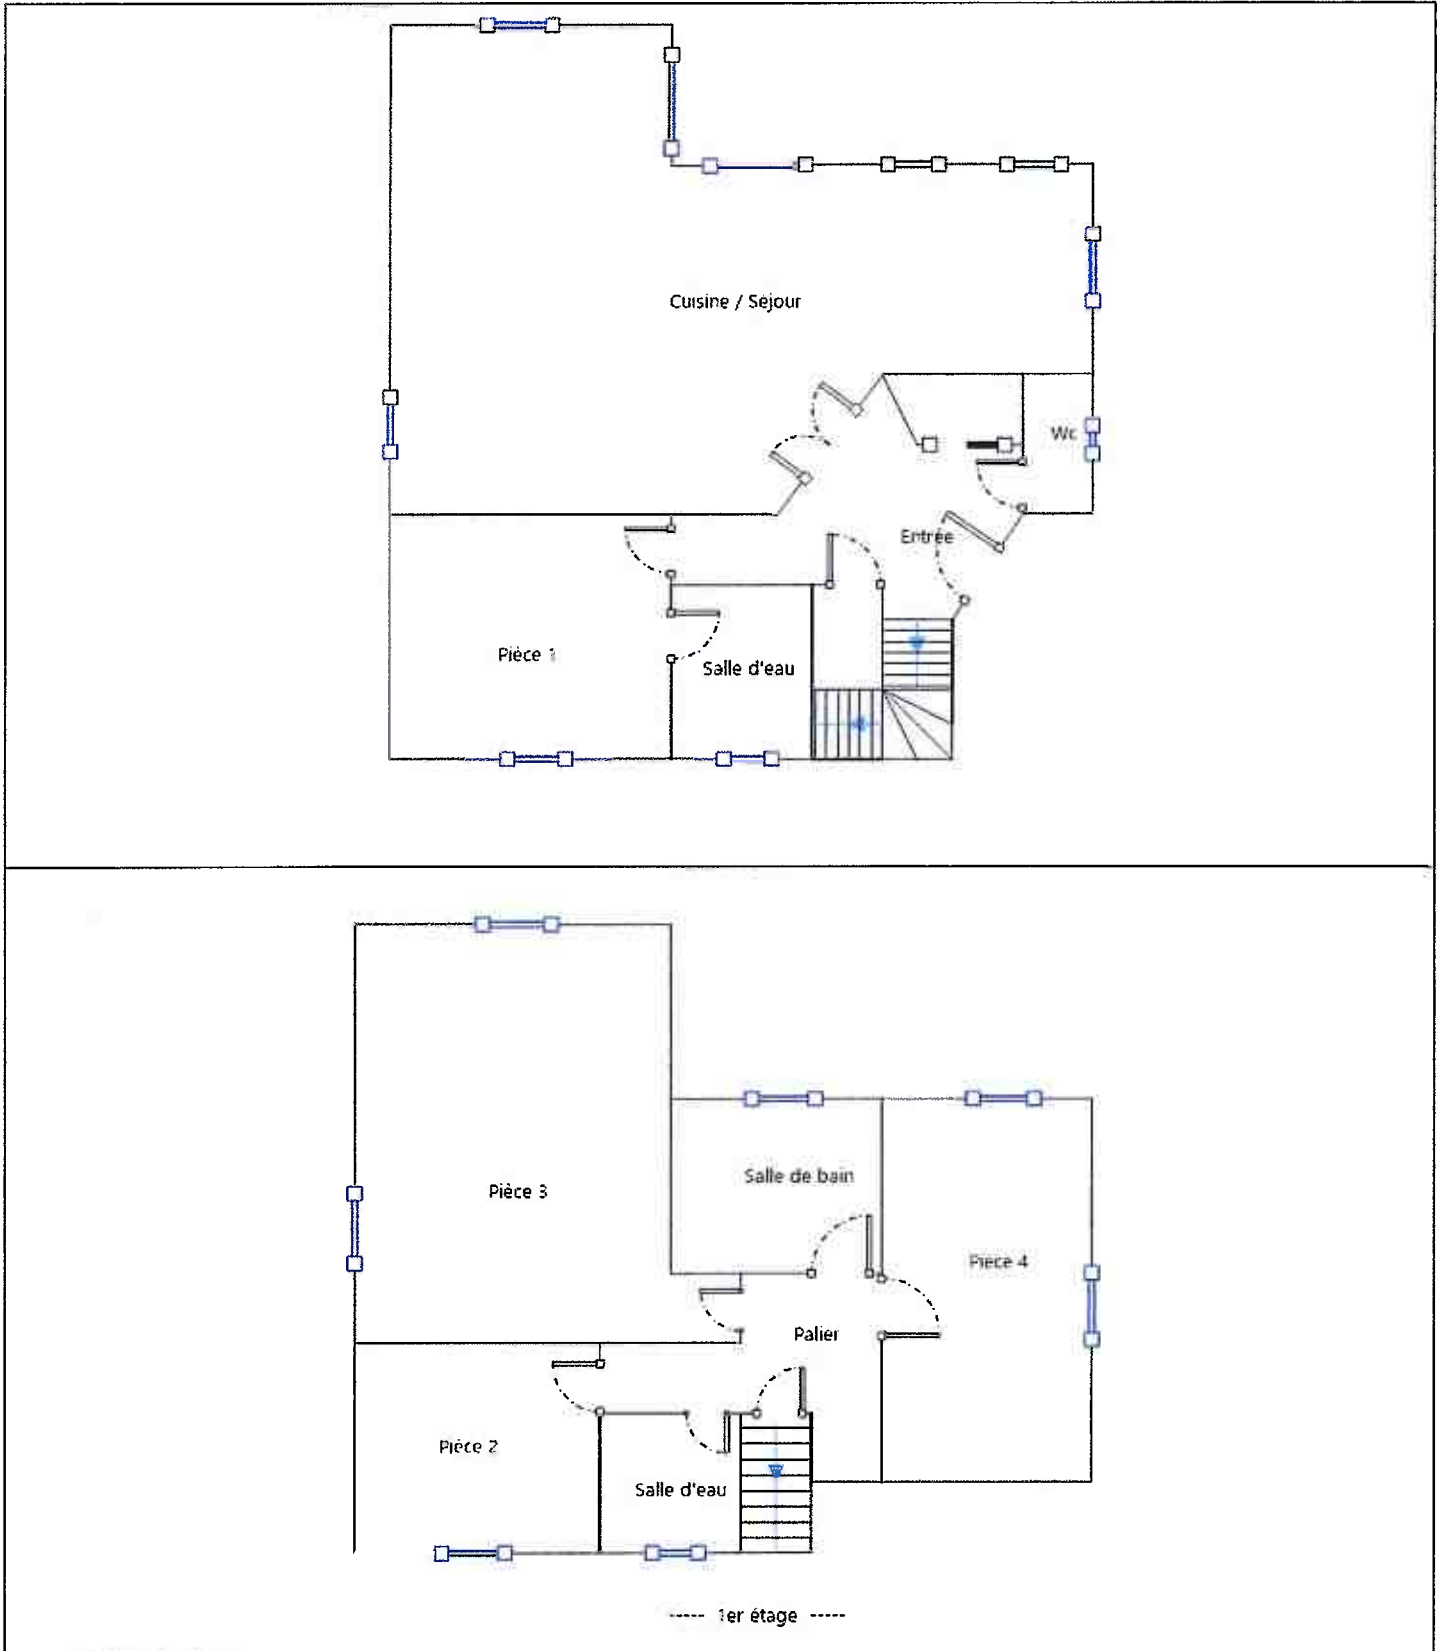 Cuisine / Séjour
Wc
Entrée
Pièce 1
Salle d'eau
Salle de bain
Pièce 3
Pièce 4
Palier
Pièce 2
Salle d'eau
----- 1er étage -----